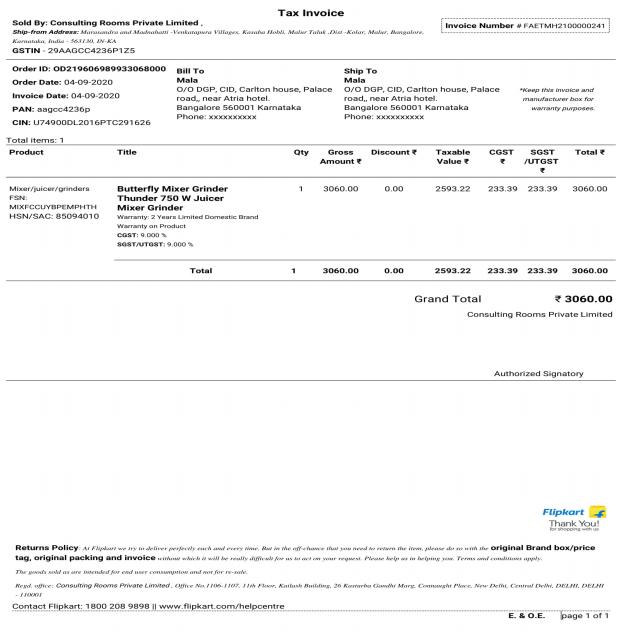 Tax Invoice
Sold By: Consulting Rooms Private Limited ,
Invoice Number # FAETMH2100000241
Ship-from Address: Marasandra and Madnahatti -Venkatapura Villages, Kasaba Hobli, Malur Taluk ,Dist -Kolar, Malur, Bangalore,
Karnataka, India - 563130, IN-KA
GSTIN - 29AAGCC4236P1Z5
Order ID: OD219606989933068000
Order Date: 04-09-2020
Invoice Date: 04-09-2020
PAN: aagcc4236p
CIN: U74900DL2016PTC291626
Bill To
Mala
O/O DGP, CID, Carlton house, Palace
road,, near Atria hotel.
Bangalore 560001 Karnataka
Phone: xxxxxxxxxx
Ship To
Mala
O/O DGP, CID, Carlton house, Palace
road,, near Atria hotel.
Bangalore 560001 Karnataka
Phone: xxxxxxxxxx
*Keep this invoice and
manufacturer box for
warranty purposes.
Total items: 1
Product Title Qty Gross Amount ₹ Discount ₹ Taxable Value ₹ CGST ₹ SGST /UTGST ₹ Total ₹
Mixer/juicer/grinders
FSN:
MIXFCCUYBPEMPHTH
HSN/SAC: 85094010
Butterfly Mixer Grinder
Thunder 750 W Juicer
Mixer Grinder
Warranty: 2 Years Limited Domestic Brand
Warranty on Product
CGST: 9.000 %
SGST/UTGST: 9.000 %
1 3060.00 0.00 2593.22 233.39 233.39 3060.00
Total 1 3060.00 0.00 2593.22 233.39 233.39 3060.00
Grand Total ₹ 3060.00
Consulting Rooms Private Limited
Authorized Signatory
Flipkart
Thank You!
for shopping with us
Returns Policy: At Flipkart we try to deliver perfectly each and every time. But in the off-chance that you need to return the item, please do so with the original Brand box/price
tag, original packing and invoice without which it will be really difficult for us to act on your request. Please help us in helping you. Terms and conditions apply.
The goods sold as are intended for end user consumption and not for re-sale.
Regd. office: Consulting Rooms Private Limited , Office No.1106-1107, 11th Floor, Kailash Building, 26 Kasturba Gandhi Marg, Connaught Place, New Delhi, Central Delhi, DELHI, DELHI
- 110001
Contact Flipkart: 1800 208 9898 || www.flipkart.com/helpcentre
E. & O.E. page 1 of 1